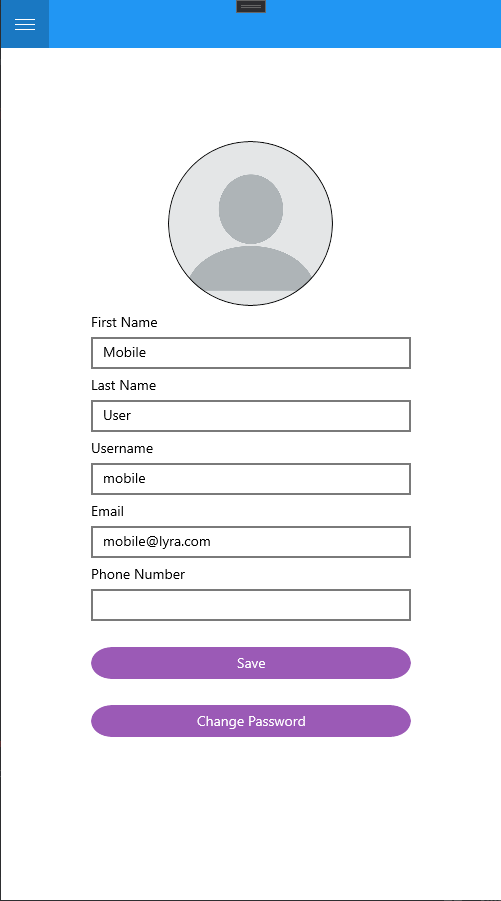 First Name
Mobile
Last Name
User
Username
mobile
Email
mobile@lyra.com
Phone Number
Save
Change Password